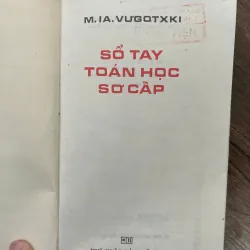 M.IA.VUGOTXKI
SỔ TAY
TOÁN HỌC
SƠ CẤP